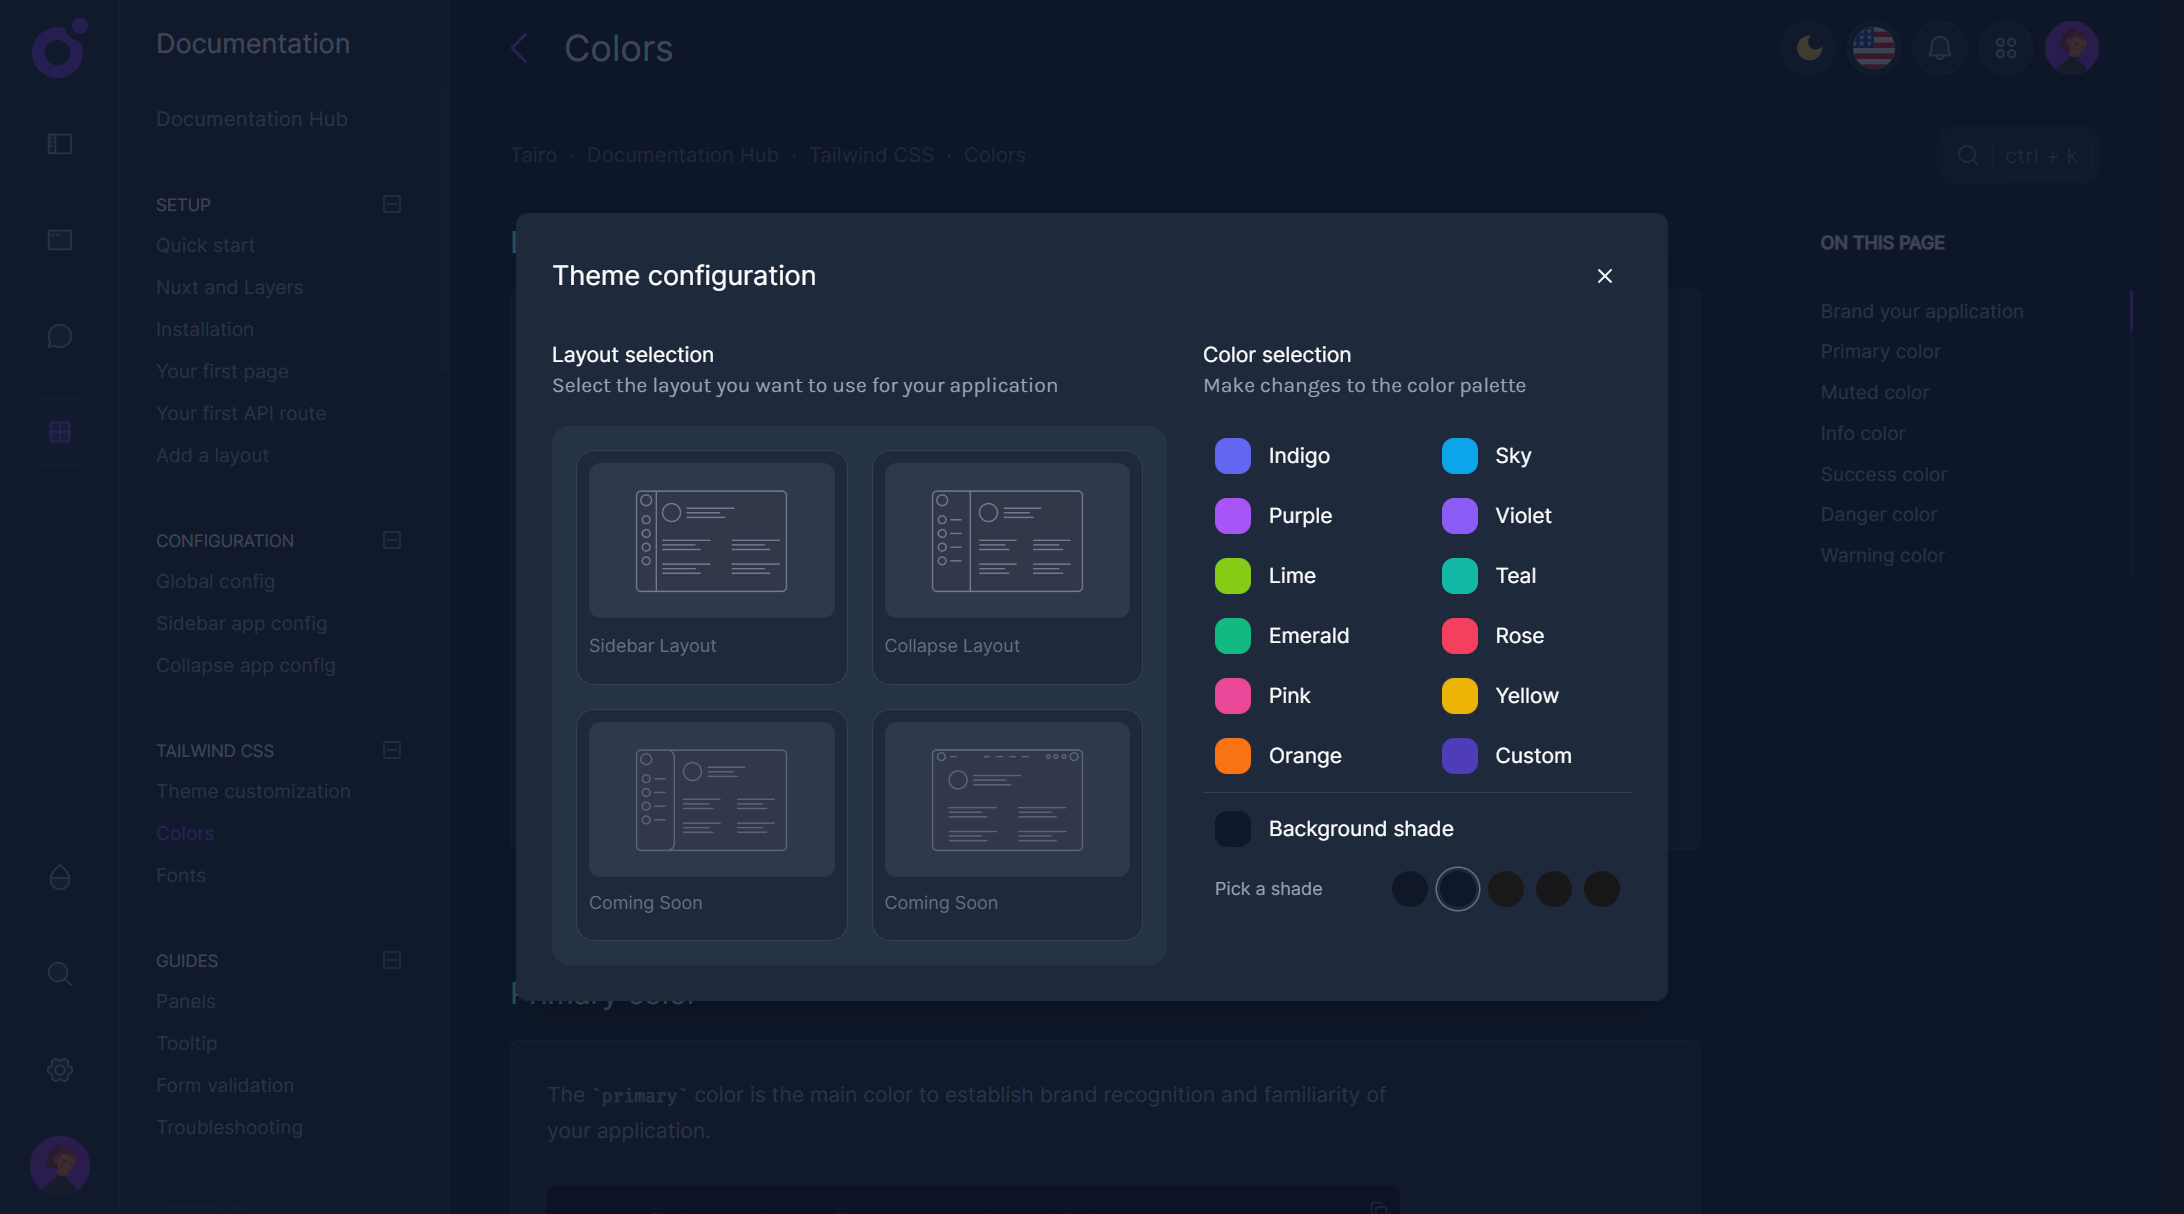 Documentation
Documentation Hub
SETUP
Quick start
Nuxt and Layers
Installation
Your first page
Your first API route
Add a layout
CONFIGURATION
Global config
Sidebar app config
Collapse app config
TAILWIND CSS
Theme customization
Colors
Fonts
GUIDES
Panels
Tooltip
Form validation
Troubleshooting
Colors
Tairo · Documentation Hub · Tailwind CSS · Colors
ctrl + k
Theme configuration
Layout selection
Select the layout you want to use for your application
Sidebar Layout
Collapse Layout
Coming Soon
Coming Soon
Color selection
Make changes to the color palette
Indigo
Sky
Purple
Violet
Lime
Teal
Emerald
Rose
Pink
Yellow
Orange
Custom
Background shade
Pick a shade
Primary color
The `primary` color is the main color to establish brand recognition and familiarity of
your application.
ON THIS PAGE
Brand your application
Primary color
Muted color
Info color
Success color
Danger color
Warning color